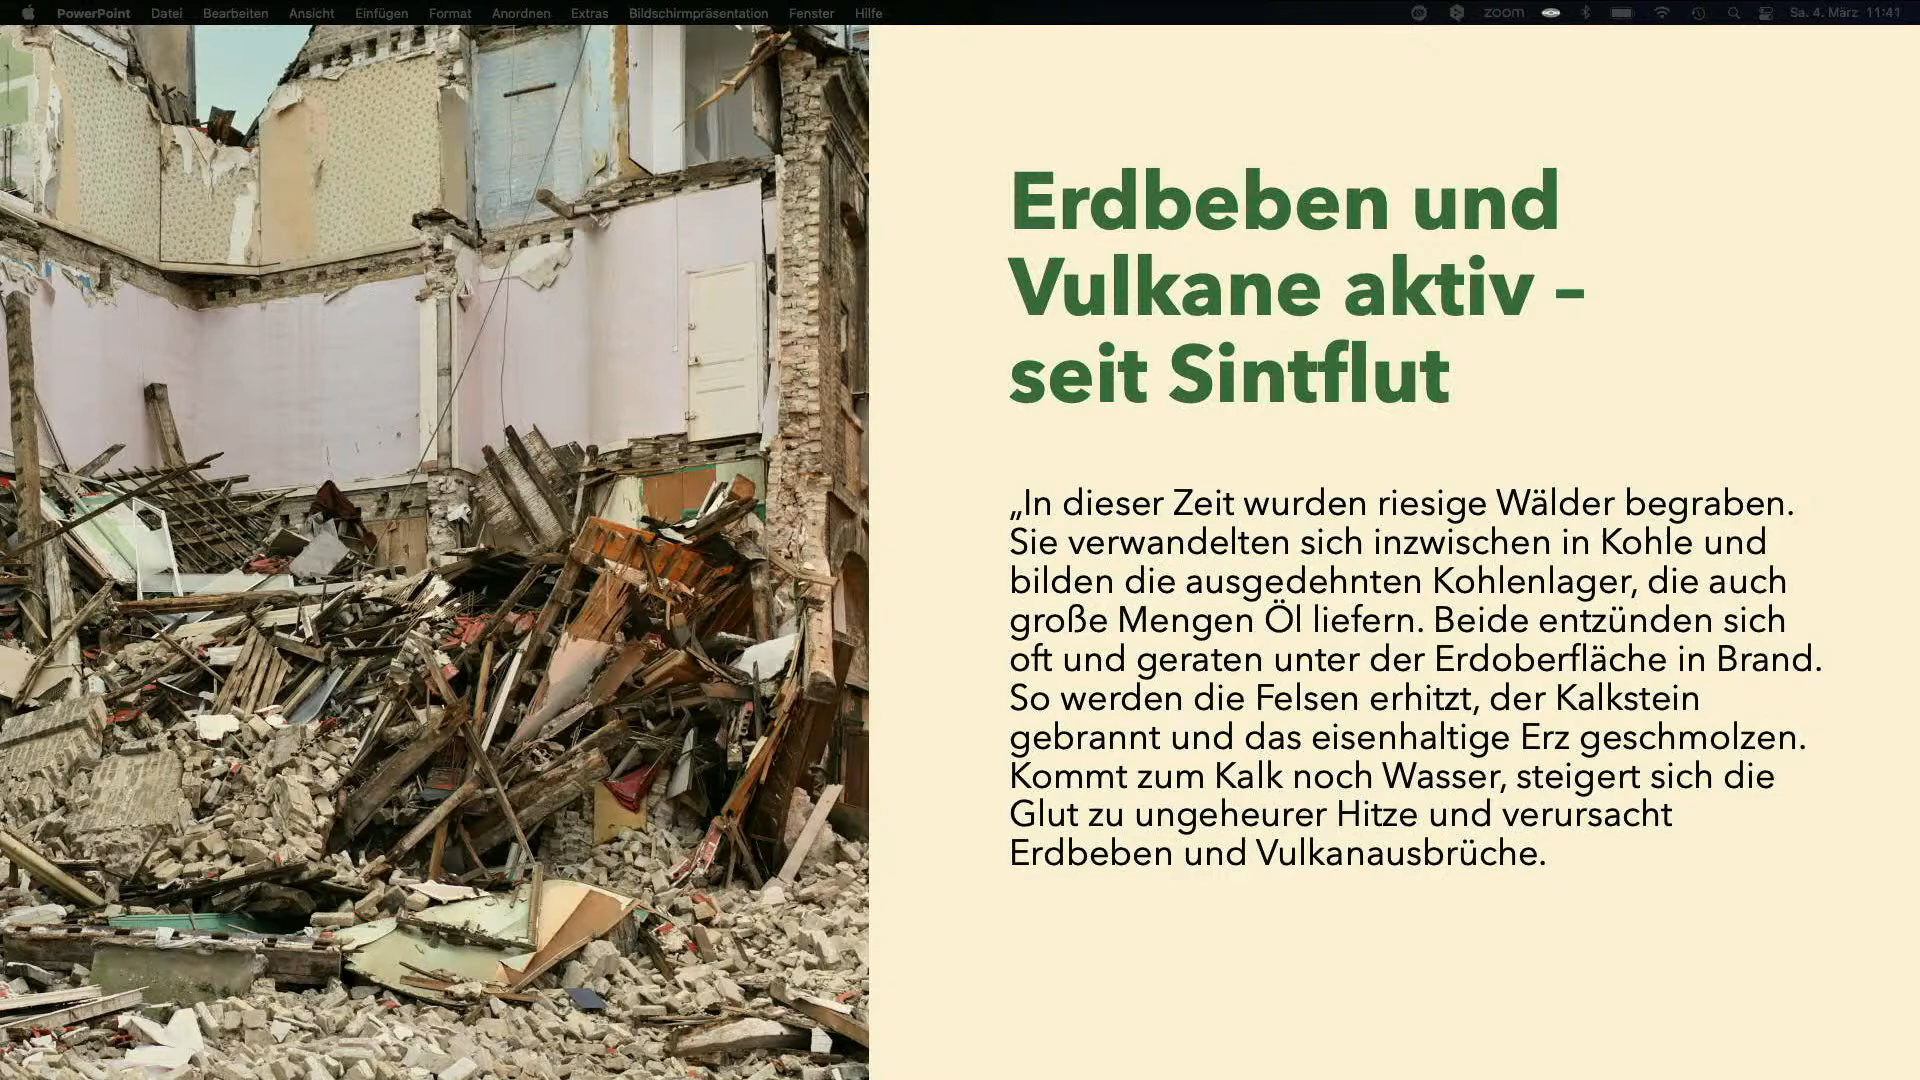 PowerPoint Datei Bearbeiten Ansicht Einfügen Format Anordnen Extras Bildschirmpräsentation Fenster Hilfe zoom Sa. 4. März 11:41
Erdbeben und
Vulkane aktiv –
seit Sintflut
„In dieser Zeit wurden riesige Wälder begraben.
Sie verwandelten sich inzwischen in Kohle und
bilden die ausgedehnten Kohlenlager, die auch
große Mengen Öl liefern. Beide entzünden sich
oft und geraten unter der Erdoberfläche in Brand.
So werden die Felsen erhitzt, der Kalkstein
gebrannt und das eisenhaltige Erz geschmolzen.
Kommt zum Kalk noch Wasser, steigert sich die
Glut zu ungeheurer Hitze und verursacht
Erdbeben und Vulkanausbrüche.